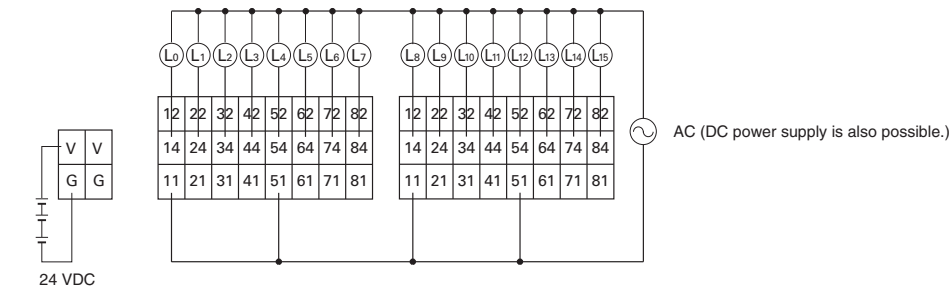 L0 L1 L2 L3 L4 L5 L6 L7 L8 L9 L10 L11 L12 L13 L14 L15
12 22 32 42 52 62 72 82 12 22 32 42 52 62 72 82
AC (DC power supply is also possible.)
V V 14 24 34 44 54 64 74 84 14 24 34 44 54 64 74 84
G G 11 21 31 41 51 61 71 81 11 21 31 41 51 61 71 81
24 VDC